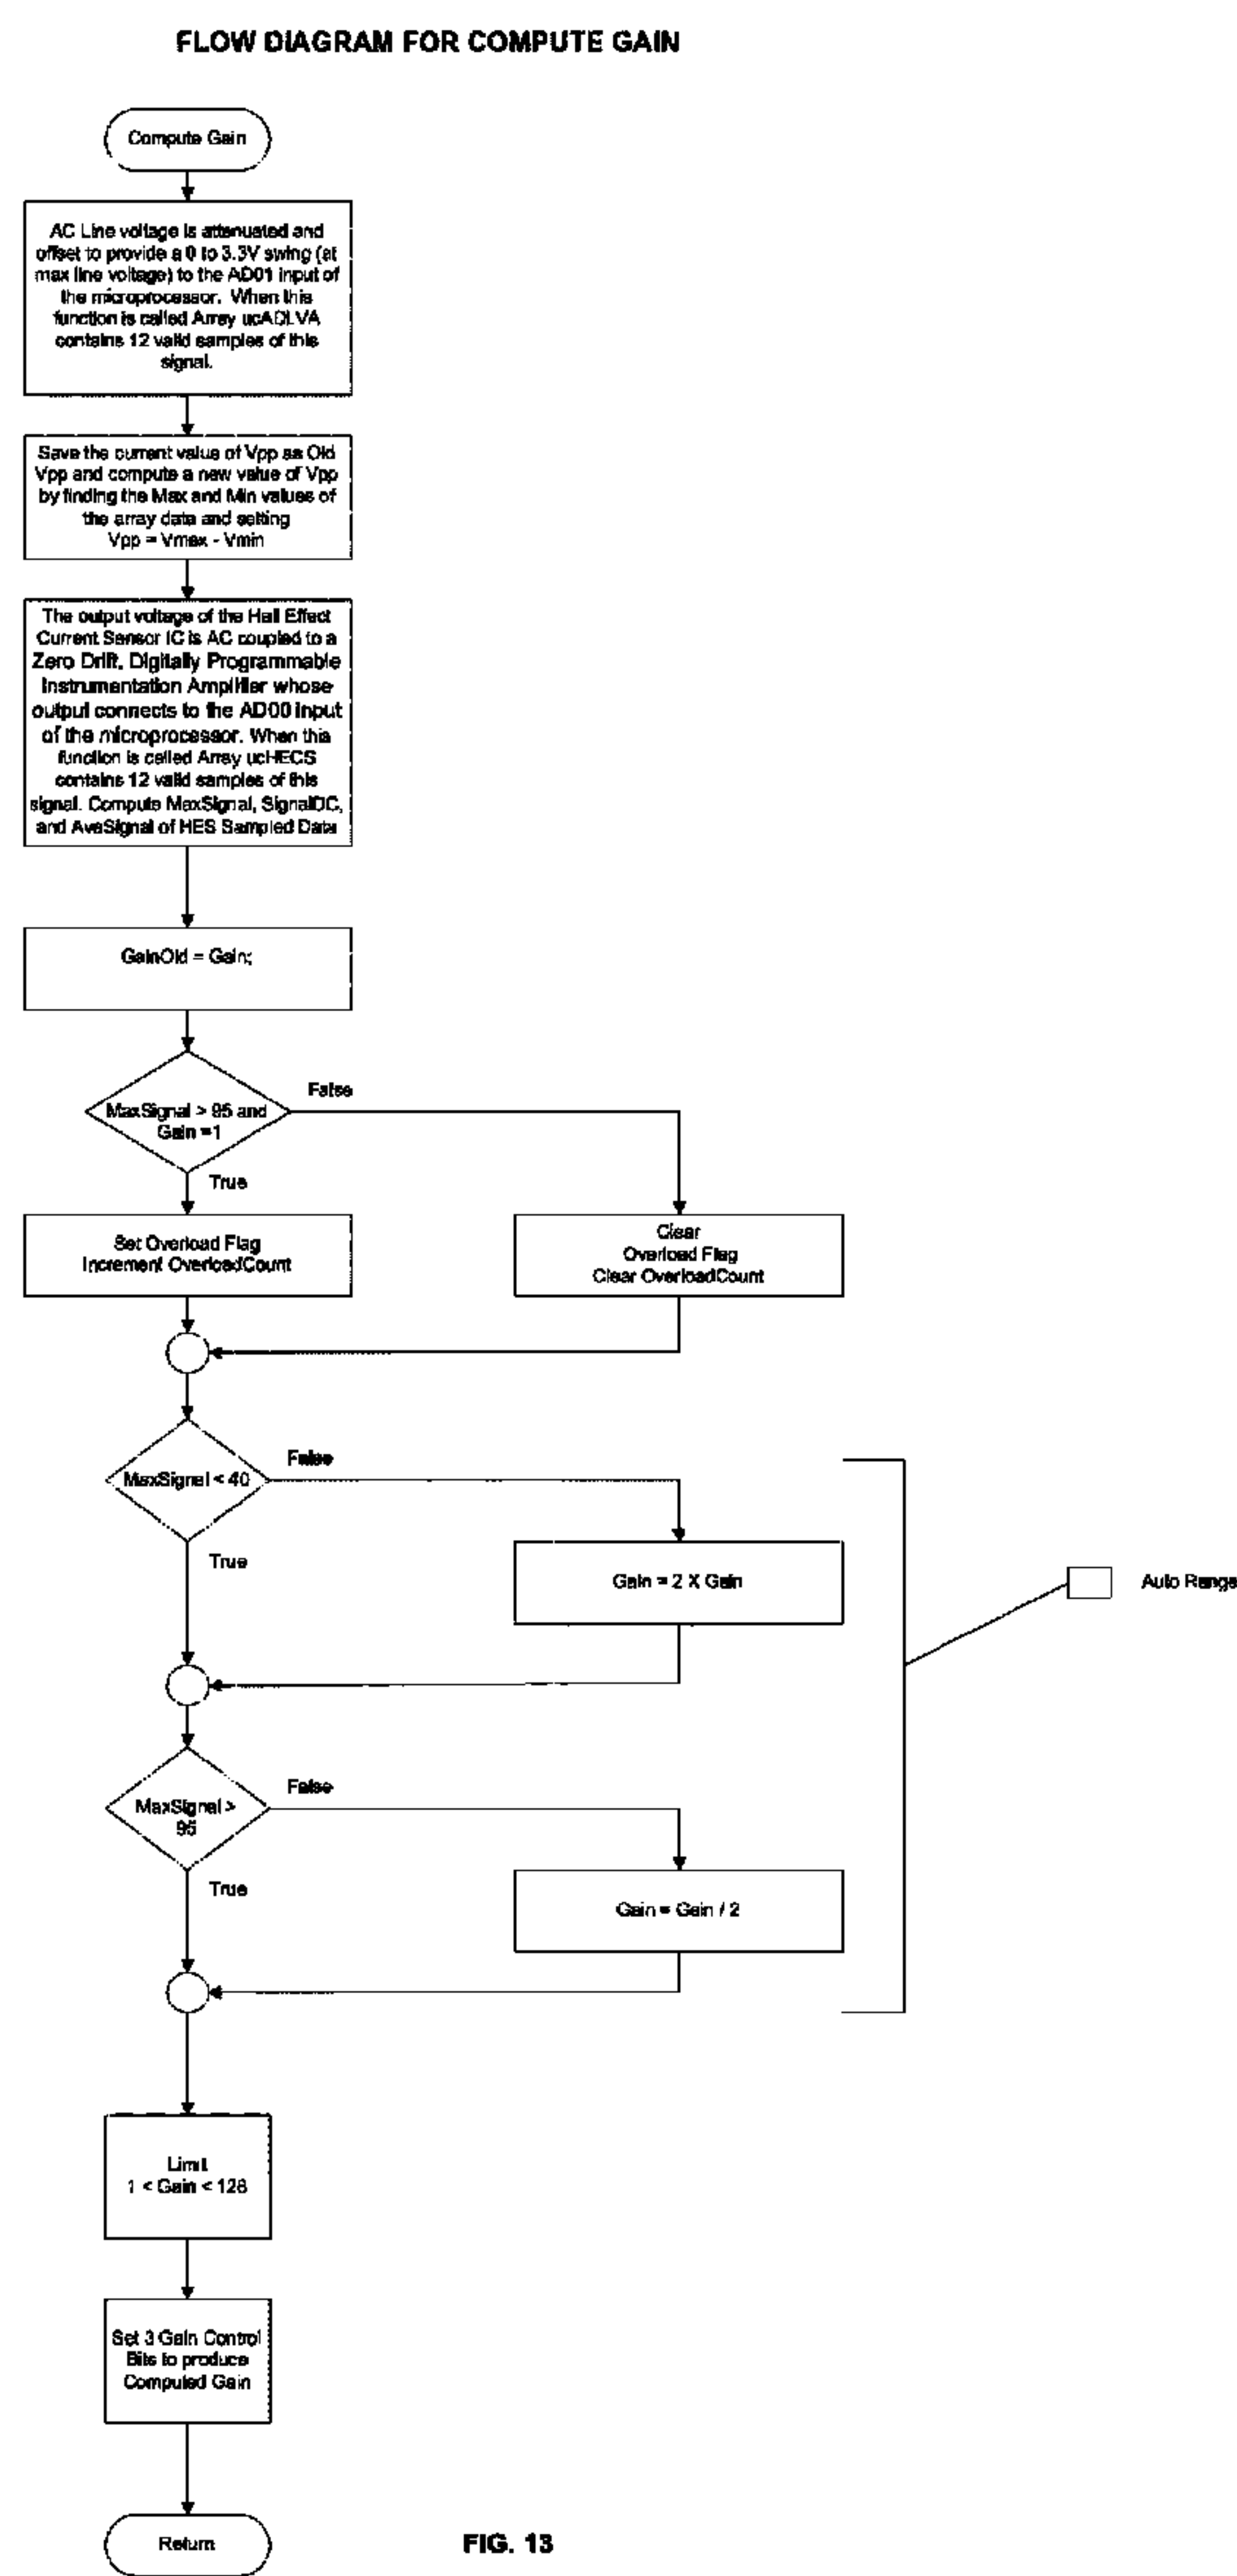 FLOW DIAGRAM FOR COMPUTE GAIN
Compute Gain
AC Line voltage is attenuated and
offset to provide a 0 to 3.3V swing (at
max line voltage) to the AD01 input of
the microprocessor. When this
function is called Array ucADLVA
contains 12 valid samples of this
signal.
Save the current value of Vpp as Old
Vpp and compute a new value of Vpp
by finding the Max and Min values of
the array data and setting
Vpp = Vmax - Vmin
The output voltage of the Hall Effect
Current Sensor IC is AC coupled to a
Zero Drift, Digitally Programmable
Instrumentation Amplifier whose
output connects to the AD00 input
of the microprocessor. When this
function is called Array ucHECS
contains 12 valid samples of this
signal. Compute MaxSignal, SignalDC,
and AveSignal of HES Sampled Data
GainOld = Gain;
MaxSignal > 95 and
Gain =1
False
True
Set Overload Flag
Increment OverloadCount
Clear
Overload Flag
Clear OverloadCount
MaxSignal < 40
False
True
Gain = 2 X Gain
Auto Range
MaxSignal >
95
False
True
Gain = Gain / 2
Limit
1 < Gain < 128
Set 3 Gain Control
Bits to produce
Computed Gain
Return
FIG. 13